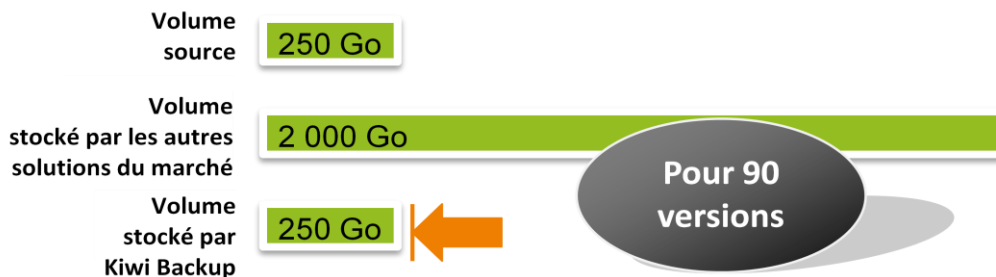 Volume
source
250 Go
Volume
stocké par les autres
solutions du marché
2 000 Go
Pour 90
versions
Volume
stocké par
Kiwi Backup
250 Go